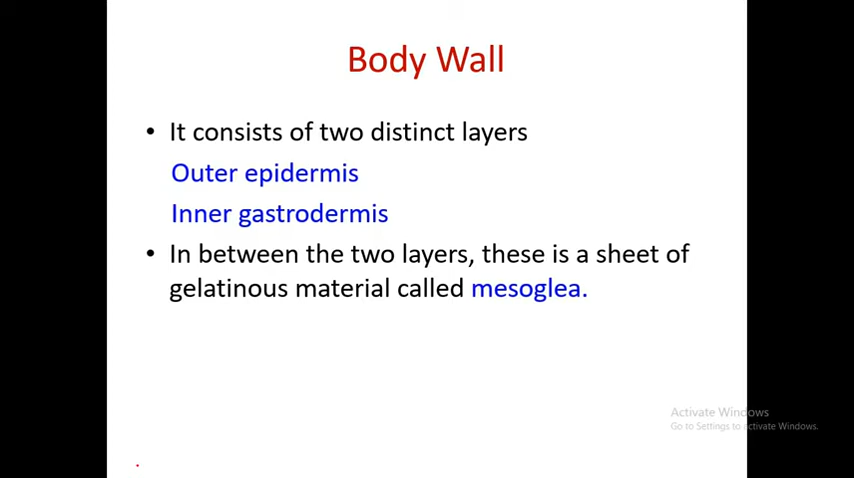 Body Wall
• It consists of two distinct layers
Outer epidermis
Inner gastrodermis
• In between the two layers, these is a sheet of
gelatinous material called mesoglea.
Activate Windows
Go to Settings to activate Windows.